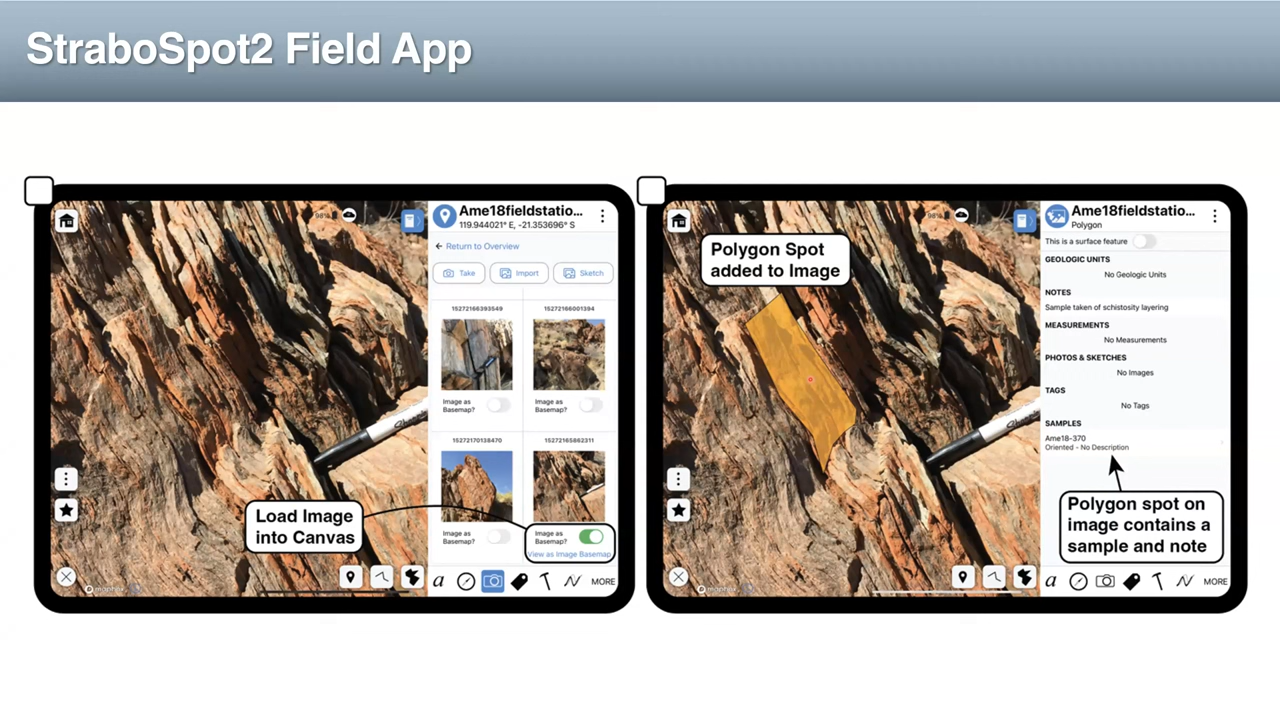 StraboSpot2 Field App
98%
Ame18fieldstatio...
119.944021° E, -21.353696° S
Return to Overview
Take
Import
Sketch
15272166393549
15272166001394
Image as
Basemap?
Image as
Basemap?
15272170138470
15272165862311
Load Image
into Canvas
Image as
Basemap?
Image as
Basemap?
View as Image Basemap
mapbox
a
MORE
98%
Polygon Spot
added to Image
Ame18fieldstatio...
Polygon
This is a surface feature
GEOLOGIC UNITS
No Geologic Units
NOTES
Sample taken of schistosity layering
MEASUREMENTS
No Measurements
PHOTOS & SKETCHES
No Images
TAGS
No Tags
SAMPLES
Ame18-370
Oriented - No Description
Polygon spot on
image contains a
sample and note
mapbox
a
MORE